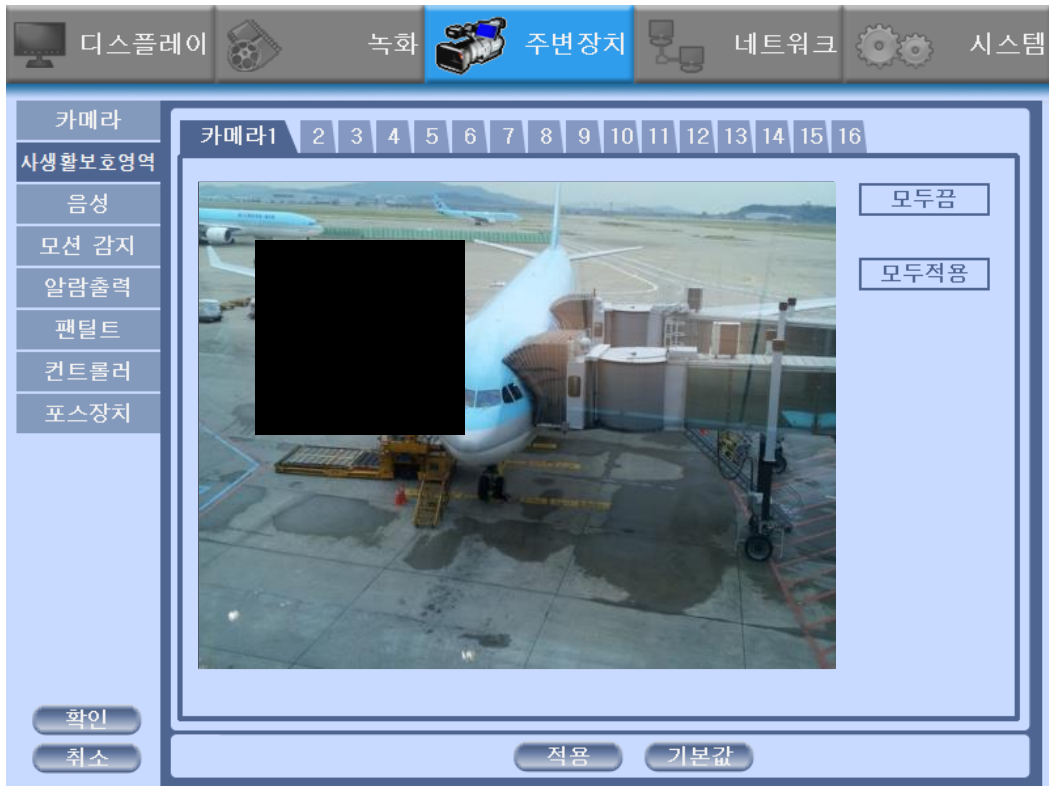 디스플레이 녹화 주변장치 네트워크 시스템
카메라
사생활보호영역
음성
모션 감지
알람출력
팬틸트
컨트롤러
포스장치
카메라1 2 3 4 5 6 7 8 9 10 11 12 13 14 15 16
모두끔
모두적용
확인
취소
적용 기본값